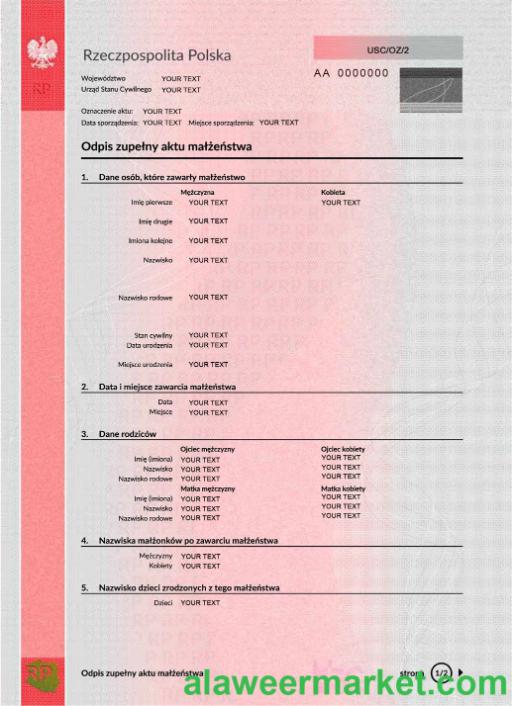 Rzeczpospolita Polska
USC/OZ/2
AA 0000000
RP
Województwo YOUR TEXT
Urząd Stanu Cywilnego YOUR TEXT
Oznaczenie aktu: YOUR TEXT
Data sporządzenia: YOUR TEXT Miejsce sporządzenia: YOUR TEXT
Odpis zupełny aktu małżeństwa
1. Dane osób, które zawarły małżeństwo
Mężczyzna Kobieta
Imię pierwsze YOUR TEXT YOUR TEXT
Imię drugie YOUR TEXT
Imiona kolejne YOUR TEXT
Nazwisko YOUR TEXT
Nazwisko rodowe YOUR TEXT
Stan cywilny YOUR TEXT
Data urodzenia YOUR TEXT
Miejsce urodzenia YOUR TEXT
2. Data i miejsce zawarcia małżeństwa
Data YOUR TEXT
Miejsce YOUR TEXT
3. Dane rodziców
Ojciec mężczyzny Ojciec kobiety
Imię (imiona) YOUR TEXT YOUR TEXT
Nazwisko YOUR TEXT YOUR TEXT
Nazwisko rodowe YOUR TEXT YOUR TEXT
Matka mężczyzny Matka kobiety
Imię (imiona) YOUR TEXT YOUR TEXT
Nazwisko YOUR TEXT YOUR TEXT
Nazwisko rodowe YOUR TEXT YOUR TEXT
4. Nazwiska małżonków po zawarciu małżeństwa
Mężczyzny YOUR TEXT
Kobiety YOUR TEXT
5. Nazwisko dzieci zrodzonych z tego małżeństwa
Dzieci YOUR TEXT
RP
Odpis zupełny aktu małżeństwa strona 1/2
alaweermarket.com